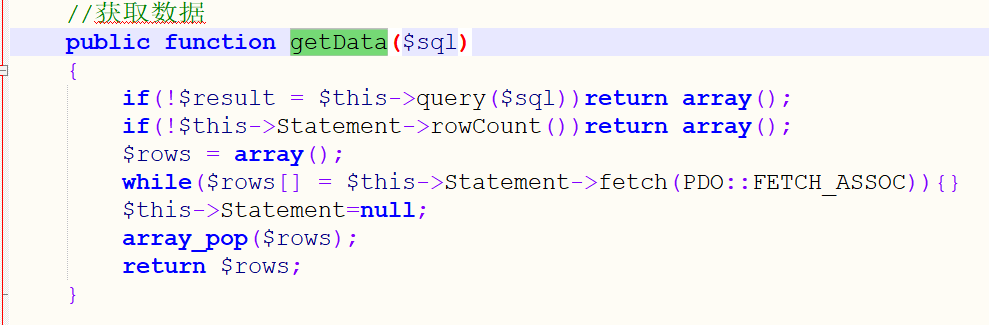 //获取数据
public function getData($sql)
{
if(!$result = $this->query($sql))return array();
if(!$this->Statement->rowCount())return array();
$rows = array();
while($rows[] = $this->Statement->fetch(PDO::FETCH_ASSOC)){}
$this->Statement=null;
array_pop($rows);
return $rows;
}